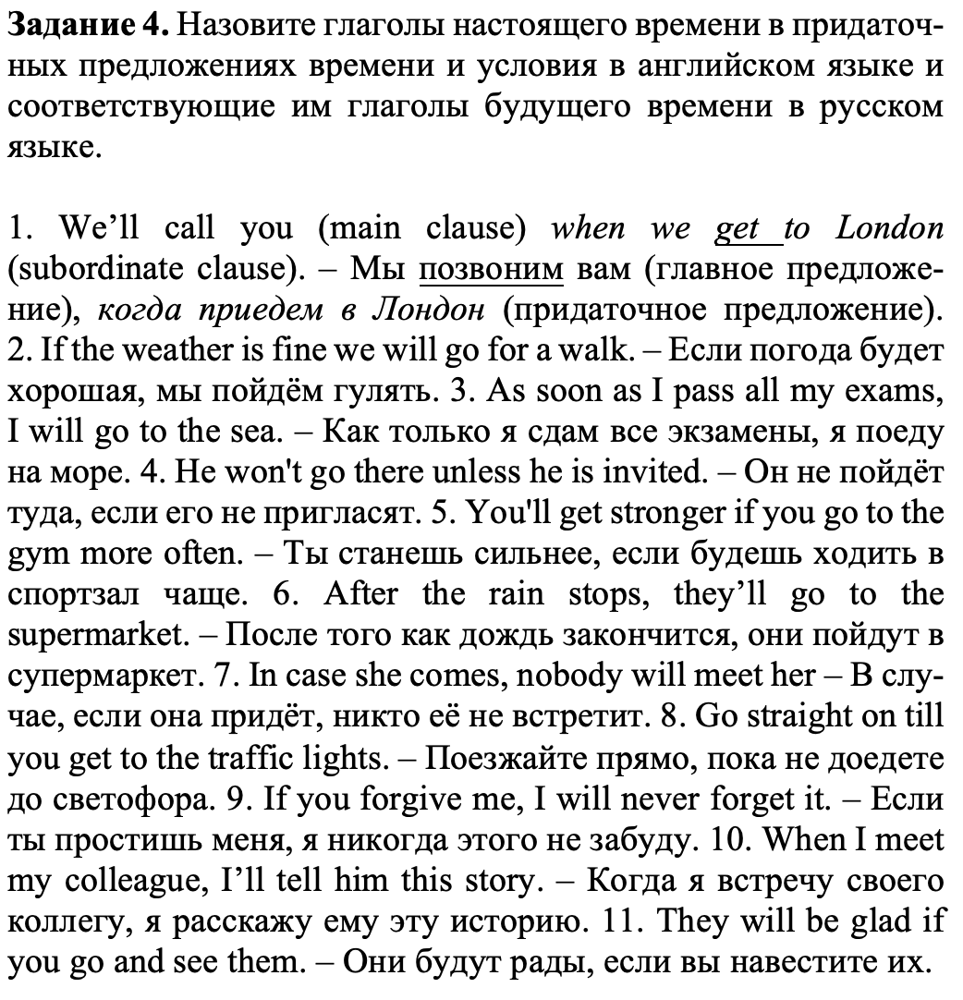 Задание 4. Назовите глаголы настоящего времени в придаточ-
ных предложениях времени и условия в английском языке и
соответствующие им глаголы будущего времени в русском
языке.
1. We’ll call you (main clause) when we get to London
(subordinate clause). – Мы позвоним вам (главное предложе-
ние), когда приедем в Лондон (придаточное предложение).
2. If the weather is fine we will go for a walk. – Если погода будет
хорошая, мы пойдём гулять. 3. As soon as I pass all my exams,
I will go to the sea. – Как только я сдам все экзамены, я поеду
на море. 4. He won't go there unless he is invited. – Он не пойдёт
туда, если его не пригласят. 5. You'll get stronger if you go to the
gym more often. – Ты станешь сильнее, если будешь ходить в
спортзал чаще. 6. After the rain stops, they’ll go to the
supermarket. – После того как дождь закончится, они пойдут в
супермаркет. 7. In case she comes, nobody will meet her – В слу-
чае, если она придёт, никто её не встретит. 8. Go straight on till
you get to the traffic lights. – Поезжайте прямо, пока не доедете
до светофора. 9. If you forgive me, I will never forget it. – Если
ты простишь меня, я никогда этого не забуду. 10. When I meet
my colleague, I’ll tell him this story. – Когда я встречу своего
коллегу, я расскажу ему эту историю. 11. They will be glad if
you go and see them. – Они будут рады, если вы навестите их.